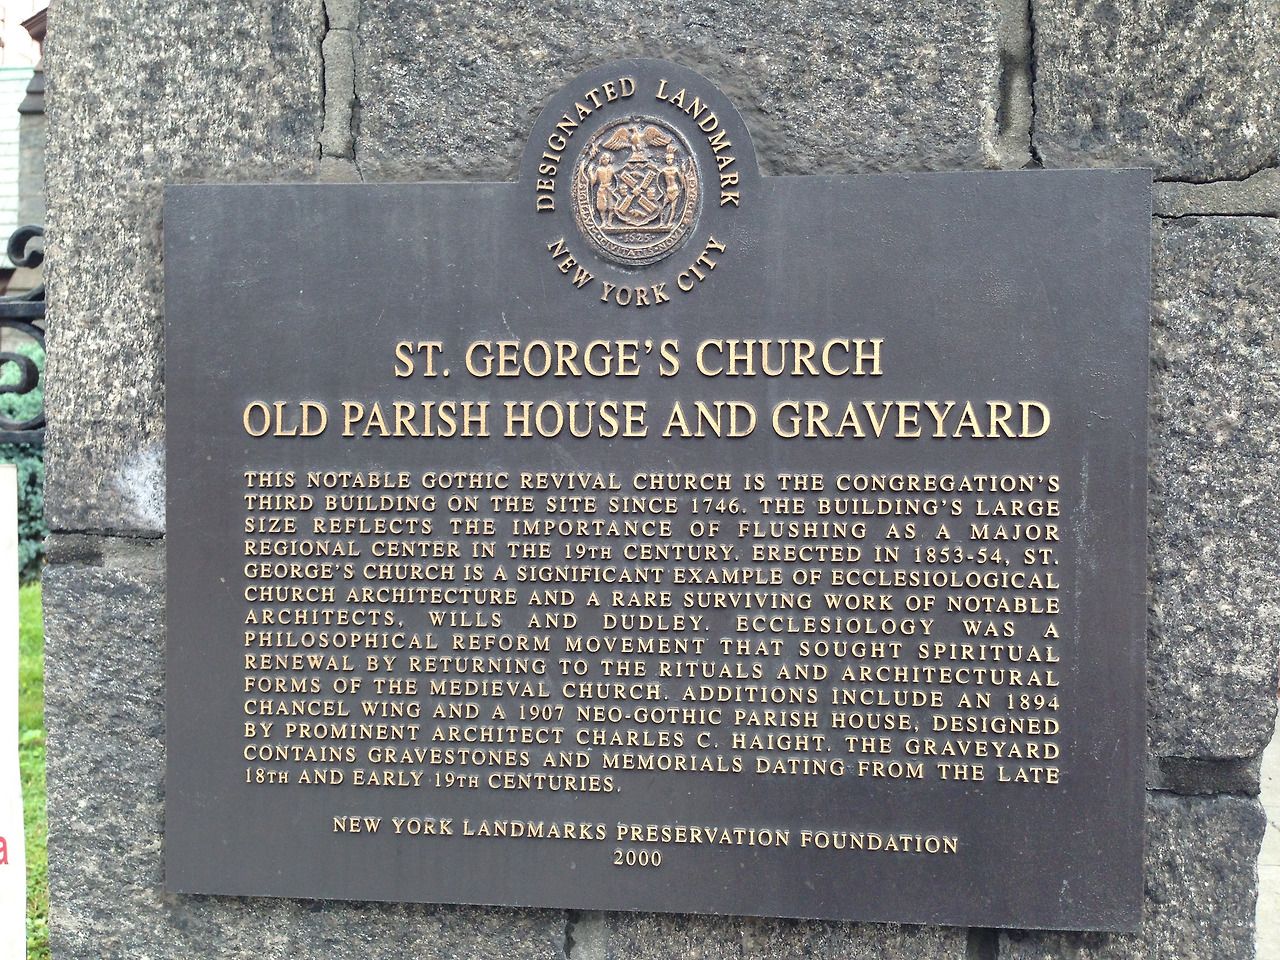 DESIGNATED LANDMARK
NEW YORK CITY
1625
ST. GEORGE'S CHURCH
OLD PARISH HOUSE AND GRAVEYARD
THIS NOTABLE GOTHIC REVIVAL CHURCH IS THE CONGREGATION'S
THIRD BUILDING ON THE SITE SINCE 1746. THE BUILDING'S LARGE
SIZE REFLECTS THE IMPORTANCE OF FLUSHING AS A MAJOR
REGIONAL CENTER IN THE 19TH CENTURY. ERECTED IN 1853-54, ST.
GEORGE'S CHURCH IS A SIGNIFICANT EXAMPLE OF ECCLESIOLOGICAL
CHURCH ARCHITECTURE AND A RARE SURVIVING WORK OF NOTABLE
ARCHITECTS, WILLS AND DUDLEY. ECCLESIOLOGY WAS A
PHILOSOPHICAL REFORM MOVEMENT THAT SOUGHT SPIRITUAL
RENEWAL BY RETURNING TO THE RITUALS AND ARCHITECTURAL
FORMS OF THE MEDIEVAL CHURCH. ADDITIONS INCLUDE AN 1894
CHANCEL WING AND A 1907 NEO-GOTHIC PARISH HOUSE, DESIGNED
BY PROMINENT ARCHITECT CHARLES C. HAIGHT. THE GRAVEYARD
CONTAINS GRAVESTONES AND MEMORIALS DATING FROM THE LATE
18TH AND EARLY 19TH CENTURIES.
NEW YORK LANDMARKS PRESERVATION FOUNDATION
2000